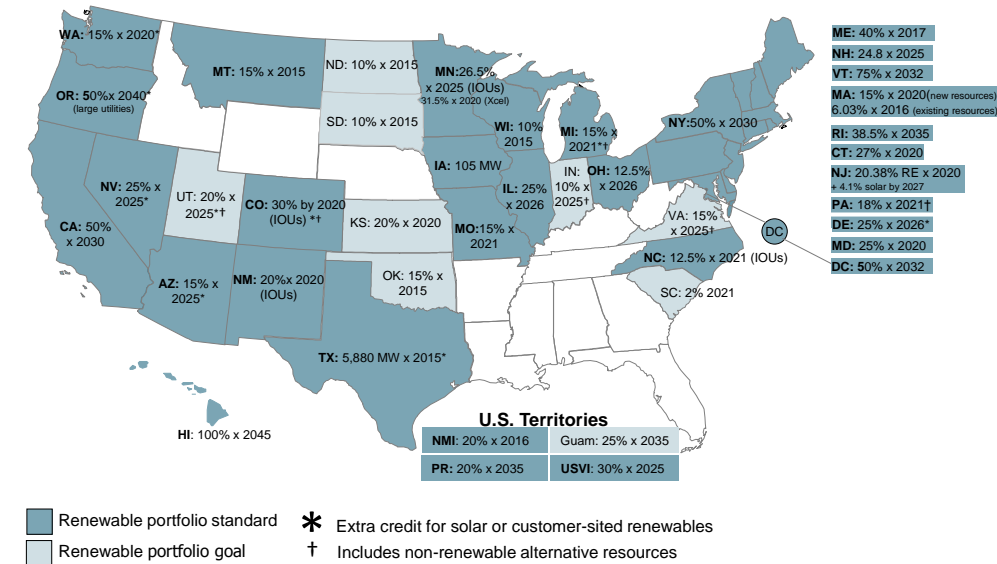 WA: 15% x 2020*
OR: 50%x 2040*
(large utilities)
MT: 15% x 2015
ND: 10% x 2015
SD: 10% x 2015
MN:26.5%
x 2025 (IOUs)
31.5% x 2020 (Xcel)
WI: 10%
2015
MI: 15% x
2021*†
NY:50% x 2030
IA: 105 MW
IL: 25%
x 2026
IN:
10% x
2025†
OH: 12.5%
x 2026
NV: 25% x
2025*
UT: 20% x
2025*†
CO: 30% by 2020
(IOUs) *†
KS: 20% x 2020
MO:15% x
2021
VA: 15%
x 2025†
CA: 50%
x 2030
AZ: 15% x
2025*
NM: 20%x 2020
(IOUs)
OK: 15% x
2015
NC: 12.5% x 2021 (IOUs)
SC: 2% 2021
TX: 5,880 MW x 2015*
HI: 100% x 2045
DC
ME: 40% x 2017
NH: 24.8 x 2025
VT: 75% x 2032
MA: 15% x 2020(new resources)
6.03% x 2016 (existing resources)
RI: 38.5% x 2035
CT: 27% x 2020
NJ: 20.38% RE x 2020
+ 4.1% solar by 2027
PA: 18% x 2021†
DE: 25% x 2026*
MD: 25% x 2020
DC: 50% x 2032
U.S. Territories
NMI: 20% x 2016
Guam: 25% x 2035
PR: 20% x 2035
USVI: 30% x 2025
Renewable portfolio standard
* Extra credit for solar or customer-sited renewables
Renewable portfolio goal
† Includes non-renewable alternative resources